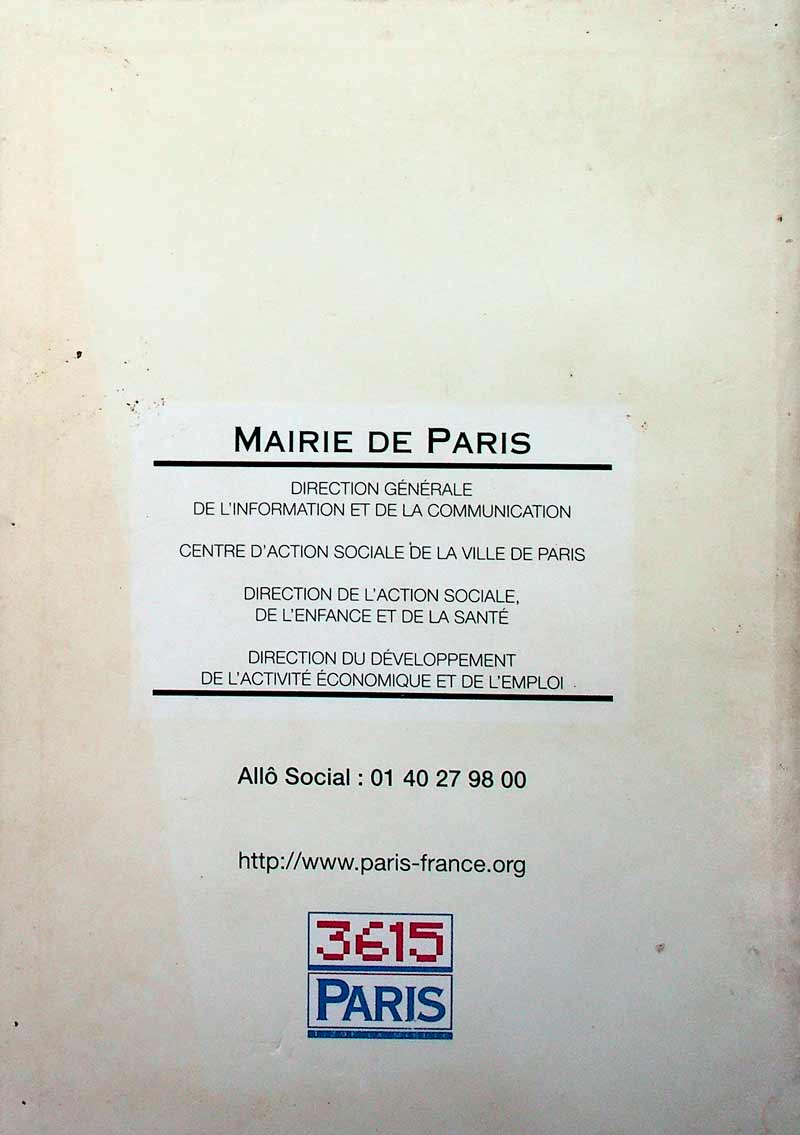 MAIRIE DE PARIS
DIRECTION GÉNÉRALE
DE L'INFORMATION ET DE LA COMMUNICATION
CENTRE D'ACTION SOCIALE DE LA VILLE DE PARIS
DIRECTION DE L'ACTION SOCIALE,
DE L'ENFANCE ET DE LA SANTÉ
DIRECTION DU DÉVELOPPEMENT
DE L'ACTIVITÉ ÉCONOMIQUE ET DE L'EMPLOI
Allô Social : 01 40 27 98 00
http://www.paris-france.org
3615
PARIS